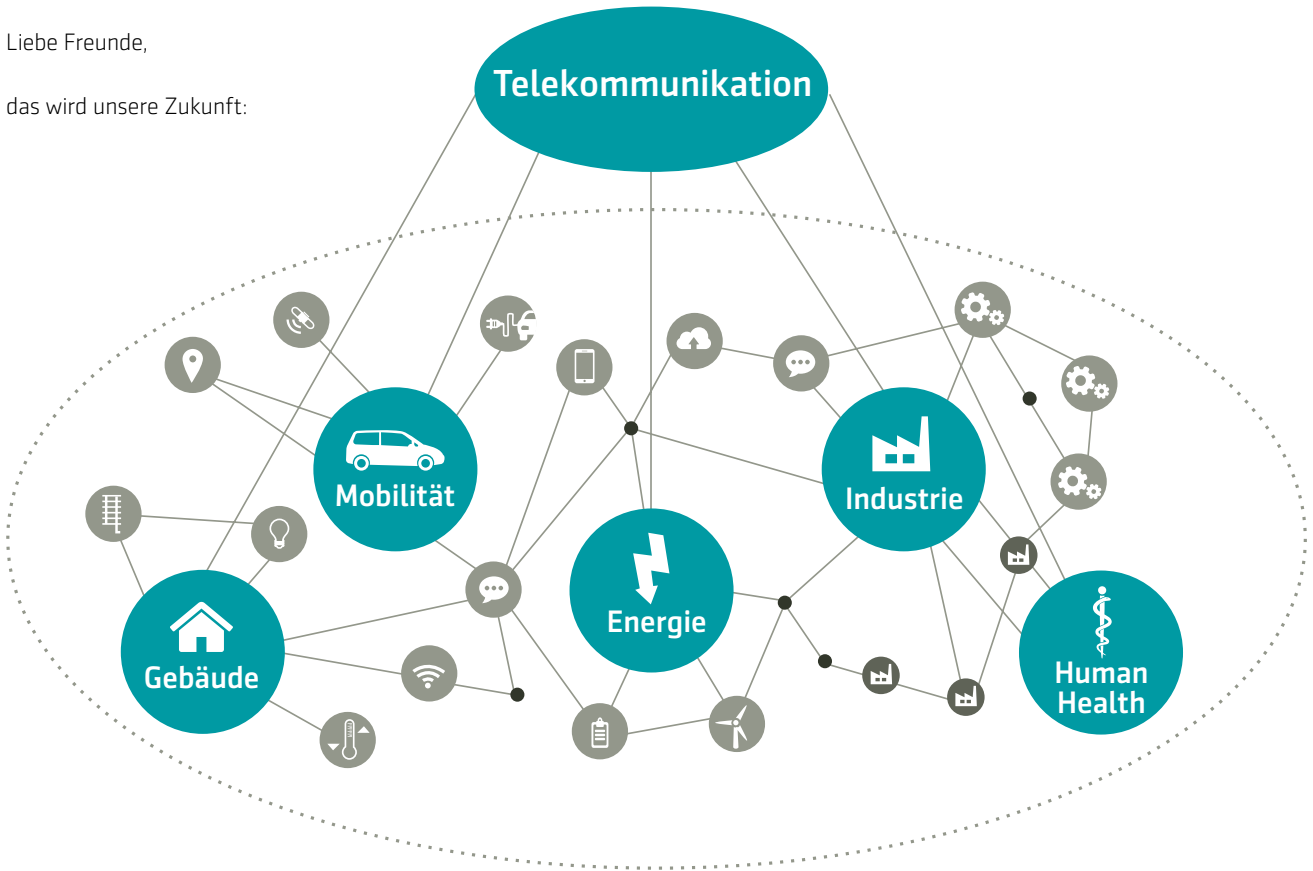 Liebe Freunde,
das wird unsere Zukunft:
Telekommunikation
Mobilität
Industrie
Energie
Gebäude
Human
Health